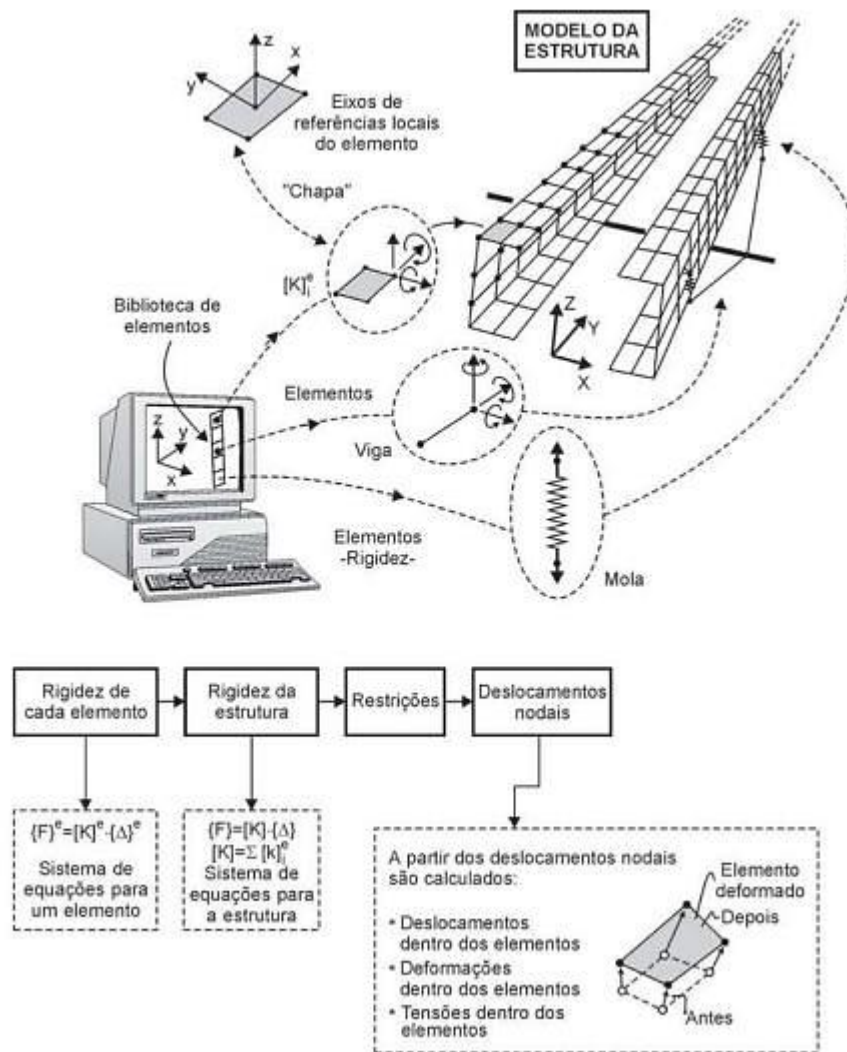 MODELO DA
ESTRUTURA
z
x
y
Eixos de
referências locais
do elemento
"Chapa"
[K]ᵢᵉ
Biblioteca de
elementos
Z
Y
X
Elementos
z
y
x
Viga
Elementos
-Rigidez-
Mola
Rigidez de
cada elemento
Rigidez da
estrutura
Restrições
Deslocamentos
nodais
{F}ᵉ=[K]ᵉ·{Δ}ᵉ
Sistema de
equações para
um elemento
{F}=[K]·{Δ}
[K]=Σ [k]ᵢᵉ
Sistema de
equações para
a estrutura
A partir dos deslocamentos nodais
são calculados:
• Deslocamentos
dentro dos elementos
• Deformações
dentro dos elementos
• Tensões dentro dos
elementos
Elemento
deformado
Depois
Antes